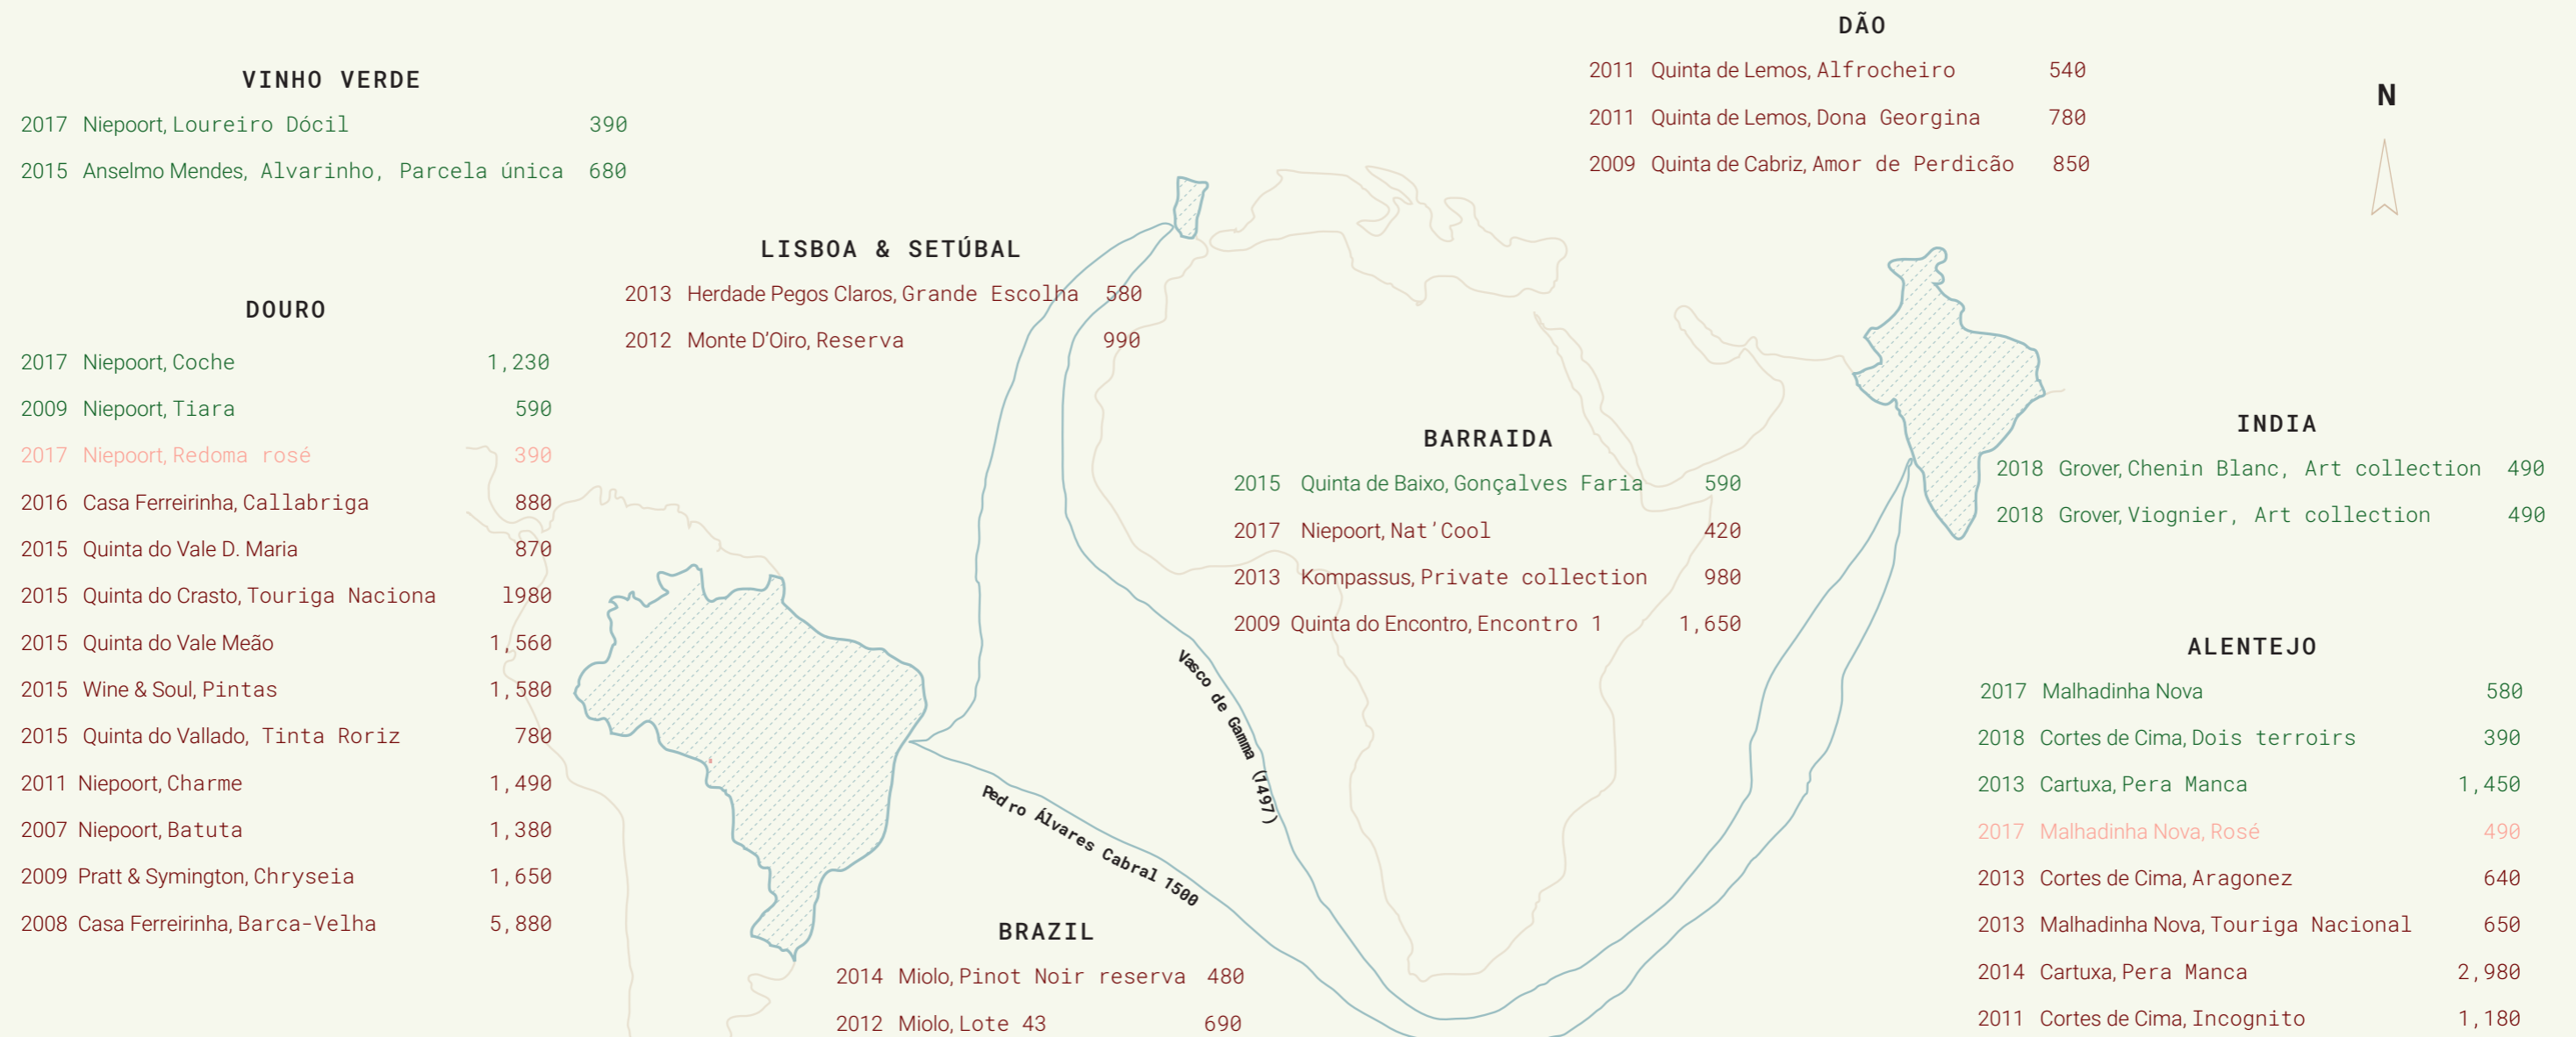 VINHO VERDE
2017 Niepoort, Loureiro Dócil 390
2015 Anselmo Mendes, Alvarinho, Parcela única 680
DOURO
2017 Niepoort, Coche 1,230
2009 Niepoort, Tiara 590
2017 Niepoort, Redoma rosé 390
2016 Casa Ferreirinha, Callabriga 880
2015 Quinta do Vale D. Maria 870
2015 Quinta do Crasto, Touriga Naciona l980
2015 Quinta do Vale Meão 1,560
2015 Wine & Soul, Pintas 1,580
2015 Quinta do Vallado, Tinta Roriz 780
2011 Niepoort, Charme 1,490
2007 Niepoort, Batuta 1,380
2009 Pratt & Symington, Chryseia 1,650
2008 Casa Ferreirinha, Barca-Velha 5,880
LISBOA & SETÚBAL
2013 Herdade Pegos Claros, Grande Escolha 580
2012 Monte D’Oiro, Reserva 990
DÃO
2011 Quinta de Lemos, Alfrocheiro 540
2011 Quinta de Lemos, Dona Georgina 780
2009 Quinta de Cabriz, Amor de Perdicão 850
N
BARRAIDA
2015 Quinta de Baixo, Gonçalves Faria 590
2017 Niepoort, Nat’Cool 420
2013 Kompassus, Private collection 980
2009 Quinta do Encontro, Encontro 1 1,650
INDIA
2018 Grover, Chenin Blanc, Art collection 490
2018 Grover, Viognier, Art collection 490
Vasco de Gamma (1497)
Pedro Álvares Cabral 1500
BRAZIL
2014 Miolo, Pinot Noir reserva 480
2012 Miolo, Lote 43 690
ALENTEJO
2017 Malhadinha Nova 580
2018 Cortes de Cima, Dois terroirs 390
2013 Cartuxa, Pera Manca 1,450
2017 Malhadinha Nova, Rosé 490
2013 Cortes de Cima, Aragonez 640
2013 Malhadinha Nova, Touriga Nacional 650
2014 Cartuxa, Pera Manca 2,980
2011 Cortes de Cima, Incognito 1,180